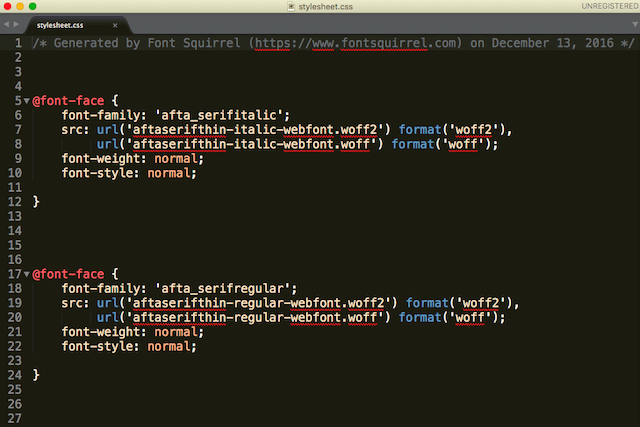 stylesheet.css
UNREGISTERED
stylesheet.css ×
1 /* Generated by Font Squirrel (https://www.fontsquirrel.com) on December 13, 2016 */
2
3
4
5 @font-face {
6     font-family: 'afta_serifitalic';
7     src: url('aftaserifthin-italic-webfont.woff2') format('woff2'),
8          url('aftaserifthin-italic-webfont.woff') format('woff');
9     font-weight: normal;
10     font-style: normal;
11
12 }
13
14
15
16
17 @font-face {
18     font-family: 'afta_serifregular';
19     src: url('aftaserifthin-regular-webfont.woff2') format('woff2'),
20          url('aftaserifthin-regular-webfont.woff') format('woff');
21     font-weight: normal;
22     font-style: normal;
23
24 }
25
26
27